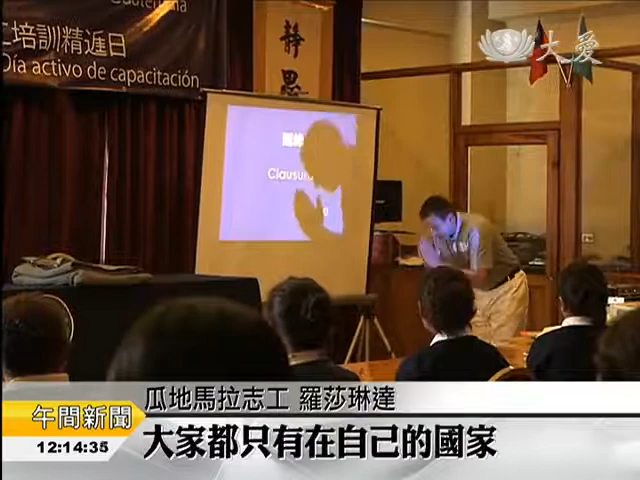 工培訓精進日
Día activo de capacitación
靜思
大愛
Clausura
瓜地馬拉志工 羅莎琳達
午間新聞
12:14:35
大家都只有在自己的國家